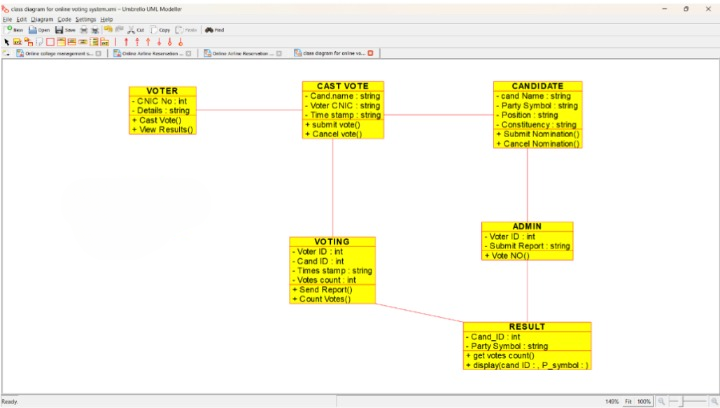 class diagram for online voting system.xmi - Umbrello UML Modeller
File Edit Diagram Code Settings Help
New Open Save Cut Copy Paste Find
Online college management s... Online Airline Reservation ... Online Airline Reservation ... class diagram for online vo...
VOTER
- CNIC No : int
- Details : string
+ Cast Vote()
+ View Results()
CAST VOTE
- Cand.name : string
- Voter CNIC : string
- Time stamp : string
+ submit vote()
+ Cancel vote()
CANDIDATE
- cand Name : string
- Party Symbol : string
- Position : string
- Constituency : string
+ Submit Nomination()
+ Cancel Nomination()
VOTING
- Voter ID : int
- Cand ID : int
- Times stamp : string
- Votes count : int
+ Send Report()
+ Count Votes()
ADMIN
- Voter ID : int
- Submit Report : string
+ Vote NO()
RESULT
- Cand_ID : int
- Party Symbol : string
+ get votes count()
+ display(cand ID : , P_symbol : )
Ready. 140% Fit 100%